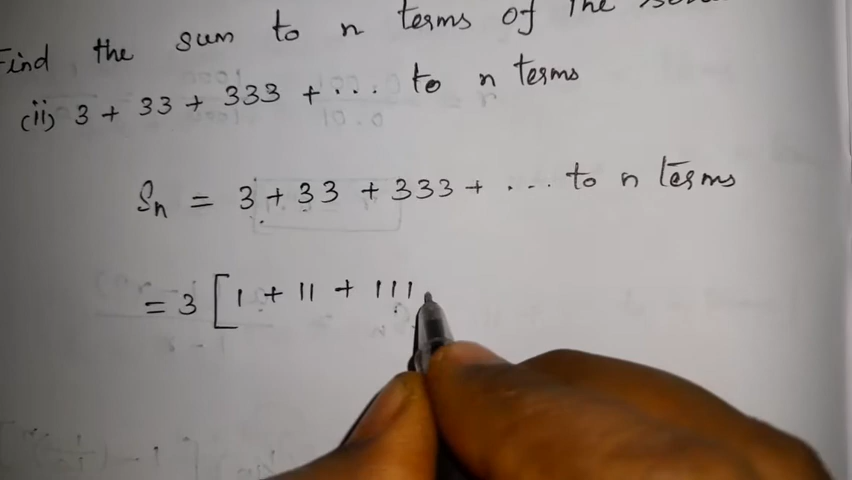 Find the sum to n terms of the
(ii) 3 + 33 + 333 + ... to n terms
Sn = 3 + 33 + 333 + ... to n terms
= 3 [ 1 + 11 + 111